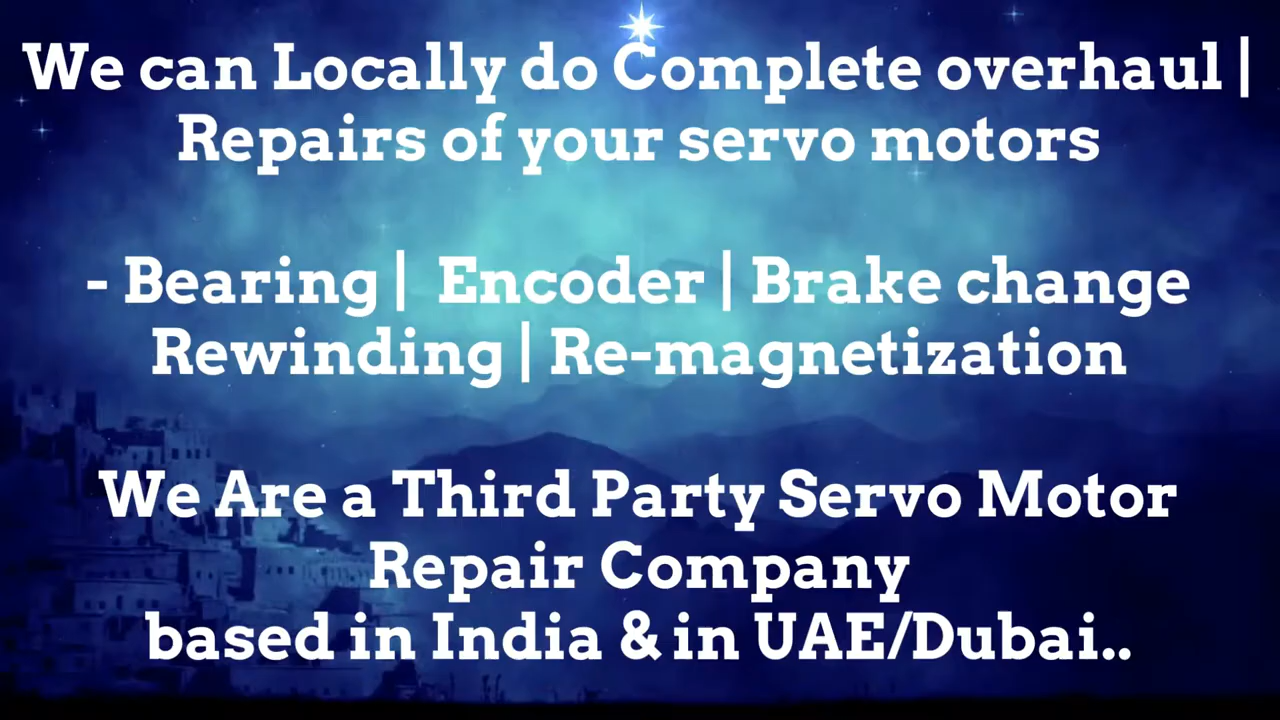 We can Locally do Complete overhaul |
Repairs of your servo motors
- Bearing | Encoder | Brake change
Rewinding | Re-magnetization
We Are a Third Party Servo Motor
Repair Company
based in India & in UAE/Dubai..